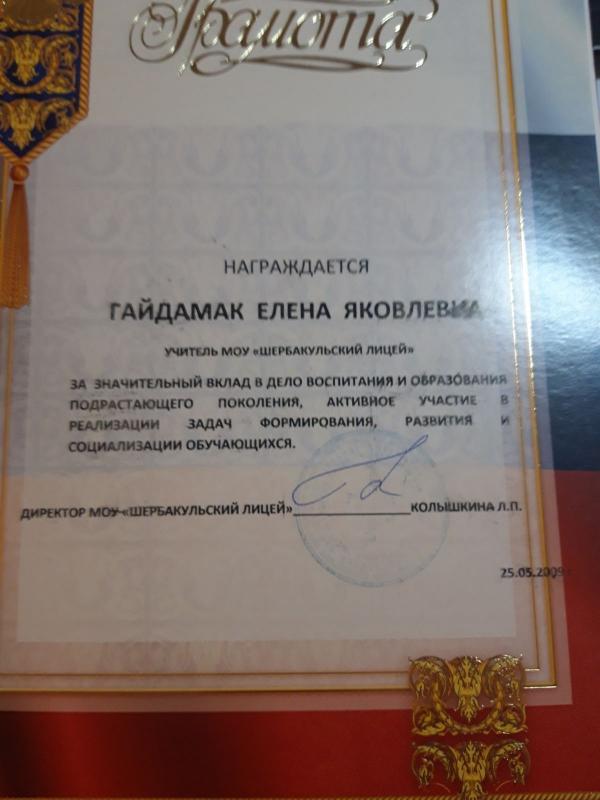 Грамота
НАГРАЖДАЕТСЯ
ГАЙДАМАК ЕЛЕНА ЯКОВЛЕВНА
УЧИТЕЛЬ МОУ «ШЕРБАКУЛЬСКИЙ ЛИЦЕЙ»
ЗА ЗНАЧИТЕЛЬНЫЙ ВКЛАД В ДЕЛО ВОСПИТАНИЯ И ОБРАЗОВАНИЯ
ПОДРАСТАЮЩЕГО ПОКОЛЕНИЯ, АКТИВНОЕ УЧАСТИЕ В
РЕАЛИЗАЦИИ ЗАДАЧ ФОРМИРОВАНИЯ, РАЗВИТИЯ И
СОЦИАЛИЗАЦИИ ОБУЧАЮЩИХСЯ.
ДИРЕКТОР МОУ «ШЕРБАКУЛЬСКИЙ ЛИЦЕЙ»____________КОЛЫШКИНА Л.П.
25.05.2009 г